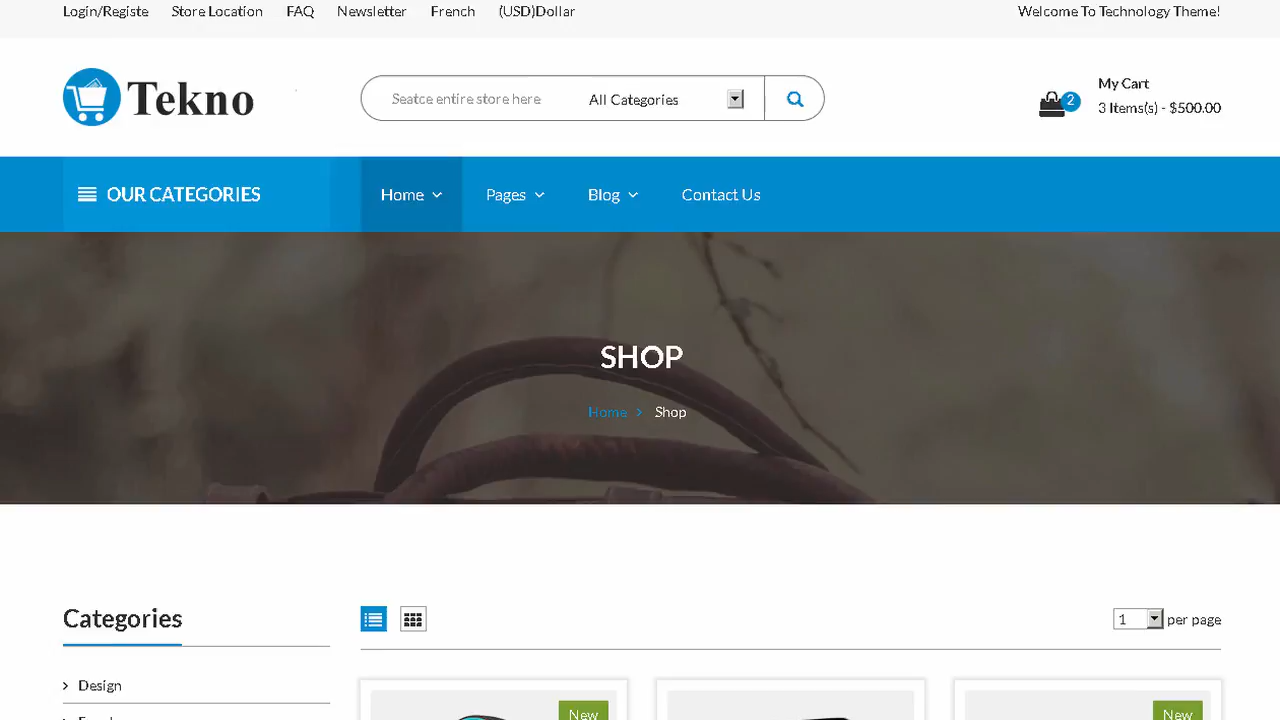 Login/Registe Store Location FAQ Newsletter French (USD)Dollar Welcome To Technology Theme!
Tekno
Seatce entire store here All Categories
2
My Cart
3 Items(s) - $500.00
OUR CATEGORIES Home Pages Blog Contact Us
SHOP
Home Shop
Categories
1 per page
Design
New New